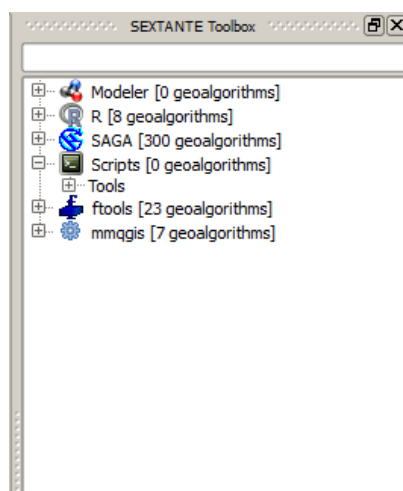 SEXTANTE Toolbox
Modeler [0 geoalgorithms]
R [8 geoalgorithms]
SAGA [300 geoalgorithms]
Scripts [0 geoalgorithms]
Tools
ftools [23 geoalgorithms]
mmqgis [7 geoalgorithms]